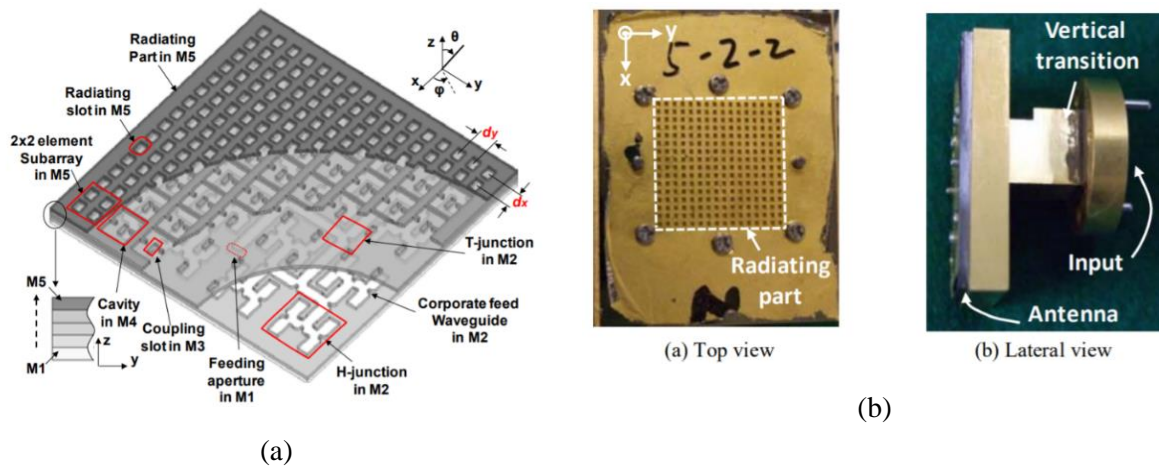 Radiating
Part in M5
Radiating
slot in M5
2x2 element
Subarray
in M5
z
θ
x
φ
y
dy
dx
M5
M1
z
y
Cavity
in M4
Coupling
slot in M3
Feeding
aperture
in M1
H-junction
in M2
Corporate feed
Waveguide
in M2
T-junction
in M2
(a)
y
x
5-2-2
Radiating
part
(a) Top view
Vertical
transition
Input
Antenna
(b) Lateral view
(b)